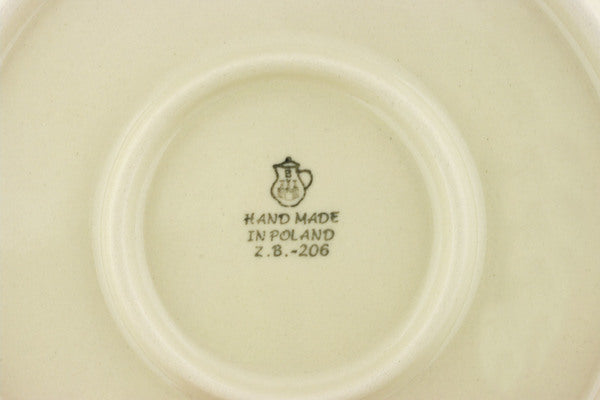 B
HAND MADE
IN POLAND
Z.B.-206